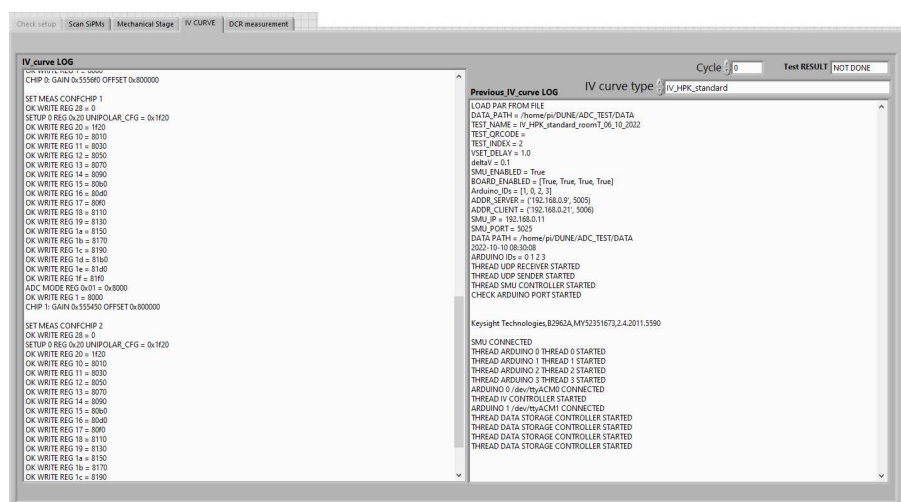 Check setup
Scan SiPMs
Mechanical Stage
IV CURVE
DCR measurement
IV_curve LOG
OK WRITE REG 1 = 8000
CHIP 0: GAIN 0x5556f0 OFFSET 0x800000
SET MEAS CONFCHIP 1
OK WRITE REG 28 = 0
SETUP 0 REG 0x20 UNIPOLAR_CFG = 0x1f20
OK WRITE REG 20 = 1f20
OK WRITE REG 10 = 8010
OK WRITE REG 11 = 8030
OK WRITE REG 12 = 8050
OK WRITE REG 13 = 8070
OK WRITE REG 14 = 8090
OK WRITE REG 15 = 80b0
OK WRITE REG 16 = 80d0
OK WRITE REG 17 = 80f0
OK WRITE REG 18 = 8110
OK WRITE REG 19 = 8130
OK WRITE REG 1a = 8150
OK WRITE REG 1b = 8170
OK WRITE REG 1c = 8190
OK WRITE REG 1d = 81b0
OK WRITE REG 1e = 81d0
OK WRITE REG 1f = 81f0
ADC MODE REG 0x01 = 0x8000
OK WRITE REG 1 = 8000
CHIP 1: GAIN 0x555450 OFFSET 0x800000
SET MEAS CONFCHIP 2
OK WRITE REG 28 = 0
SETUP 0 REG 0x20 UNIPOLAR_CFG = 0x1f20
OK WRITE REG 20 = 1f20
OK WRITE REG 10 = 8010
OK WRITE REG 11 = 8030
OK WRITE REG 12 = 8050
OK WRITE REG 13 = 8070
OK WRITE REG 14 = 8090
OK WRITE REG 15 = 80b0
OK WRITE REG 16 = 80d0
OK WRITE REG 17 = 80f0
OK WRITE REG 18 = 8110
OK WRITE REG 19 = 8130
OK WRITE REG 1a = 8150
OK WRITE REG 1b = 8170
OK WRITE REG 1c = 8190
Cycle 0
Test RESULT NOT DONE
IV curve type IV_HPK_standard
Previous_IV_curve LOG
LOAD PAR FROM FILE
DATA_PATH = /home/pi/DUNE/ADC_TEST/DATA
TEST_NAME = IV_HPK_standard_roomT_06_10_2022
TEST_QRCODE =
TEST_INDEX = 2
VSET_DELAY = 1.0
deltaV = 0.1
SMU_ENABLED = True
BOARD_ENABLED = [True, True, True, True]
Arduino_IDs = [1, 0, 2, 3]
ADDR_SERVER = ('192.168.0.9', 5005)
ADDR_CLIENT = ('192.168.0.21', 5006)
SMU_IP = 192.168.0.11
SMU_PORT = 5025
DATA PATH = /home/pi/DUNE/ADC_TEST/DATA
2022-10-10 08:30:08
ARDUINO IDs = 0 1 2 3
THREAD UDP RECEIVER STARTED
THREAD UDP SENDER STARTED
THREAD SMU CONTROLLER STARTED
CHECK ARDUINO PORT STARTED
Keysight Technologies,B2962A,MY52351673,2.4.2011.5590
SMU CONNECTED
THREAD ARDUINO 0 THREAD 0 STARTED
THREAD ARDUINO 1 THREAD 1 STARTED
THREAD ARDUINO 2 THREAD 2 STARTED
THREAD ARDUINO 3 THREAD 3 STARTED
ARDUINO 0 /dev/ttyACM0 CONNECTED
THREAD IV CONTROLLER STARTED
ARDUINO 1 /dev/ttyACM1 CONNECTED
THREAD DATA STORAGE CONTROLLER STARTED
THREAD DATA STORAGE CONTROLLER STARTED
THREAD DATA STORAGE CONTROLLER STARTED
THREAD DATA STORAGE CONTROLLER STARTED